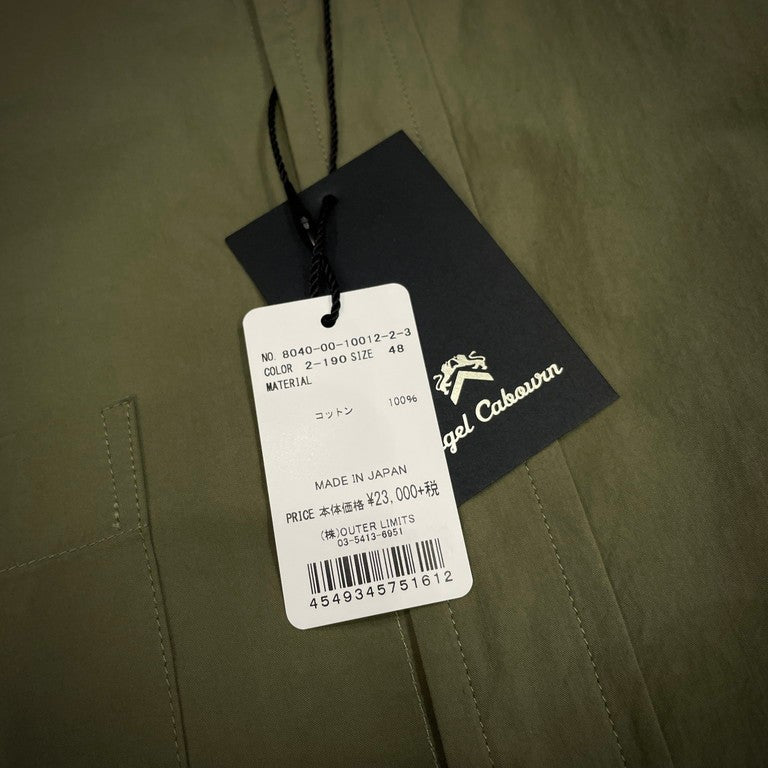 NO. 8040-00-10012-2-3
COLOR 2-190 SIZE 48
MATERIAL
コットン 100%
MADE IN JAPAN
PRICE 本体価格 ¥23,000+税
(株)OUTER LIMITS
03-5413-6951
4549345751612
Cabourn